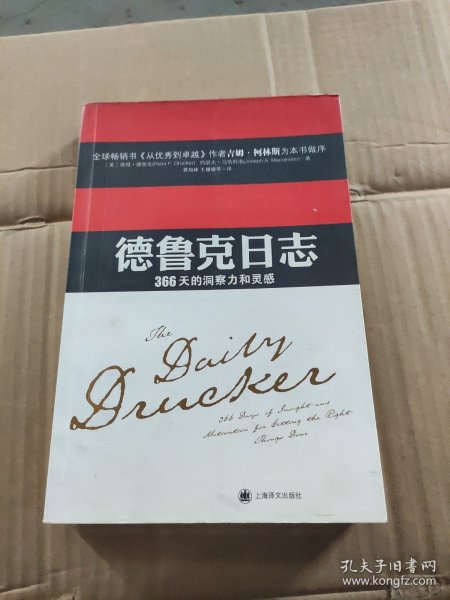 全球畅销书《从优秀到卓越》作者吉姆·柯林斯为本书做序
[美]彼得·德鲁克(Peter F. Drucker) 约瑟夫·马恰列洛(Joseph A. Maciariello) 著
蒋旭峰 王珊珊等 译
德鲁克日志
366天的洞察力和灵感
The
Daily
Drucker
366 Days of Insight and
Motivation for Getting the Right
Things Done
上海译文出版社
孔夫子旧书网
www.kongfz.com